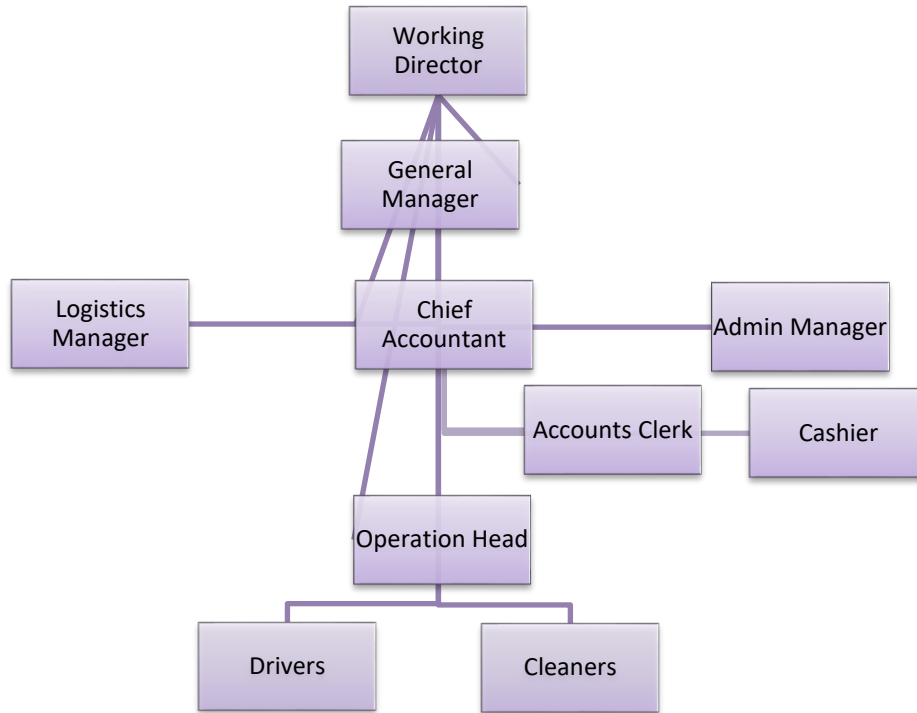 Working
Director
General
Manager
Logistics
Manager
Chief
Accountant
Admin Manager
Accounts Clerk
Cashier
Operation Head
Drivers
Cleaners